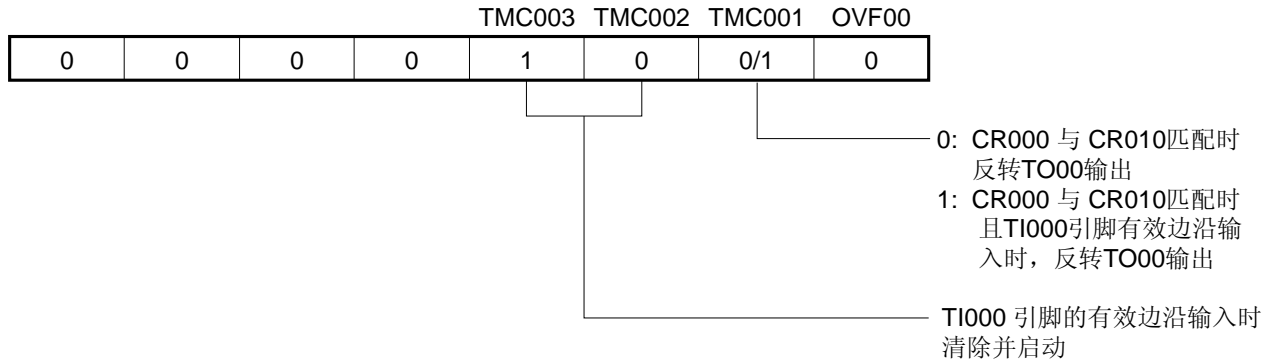 TMC003 TMC002 TMC001 OVF00
0 0 0 0 1 0 0/1 0
0: CR000 与 CR010匹配时
反转TO00输出
1: CR000 与 CR010匹配时
且TI000引脚有效边沿输
入时，反转TO00输出
TI000 引脚的有效边沿输入时
清除并启动